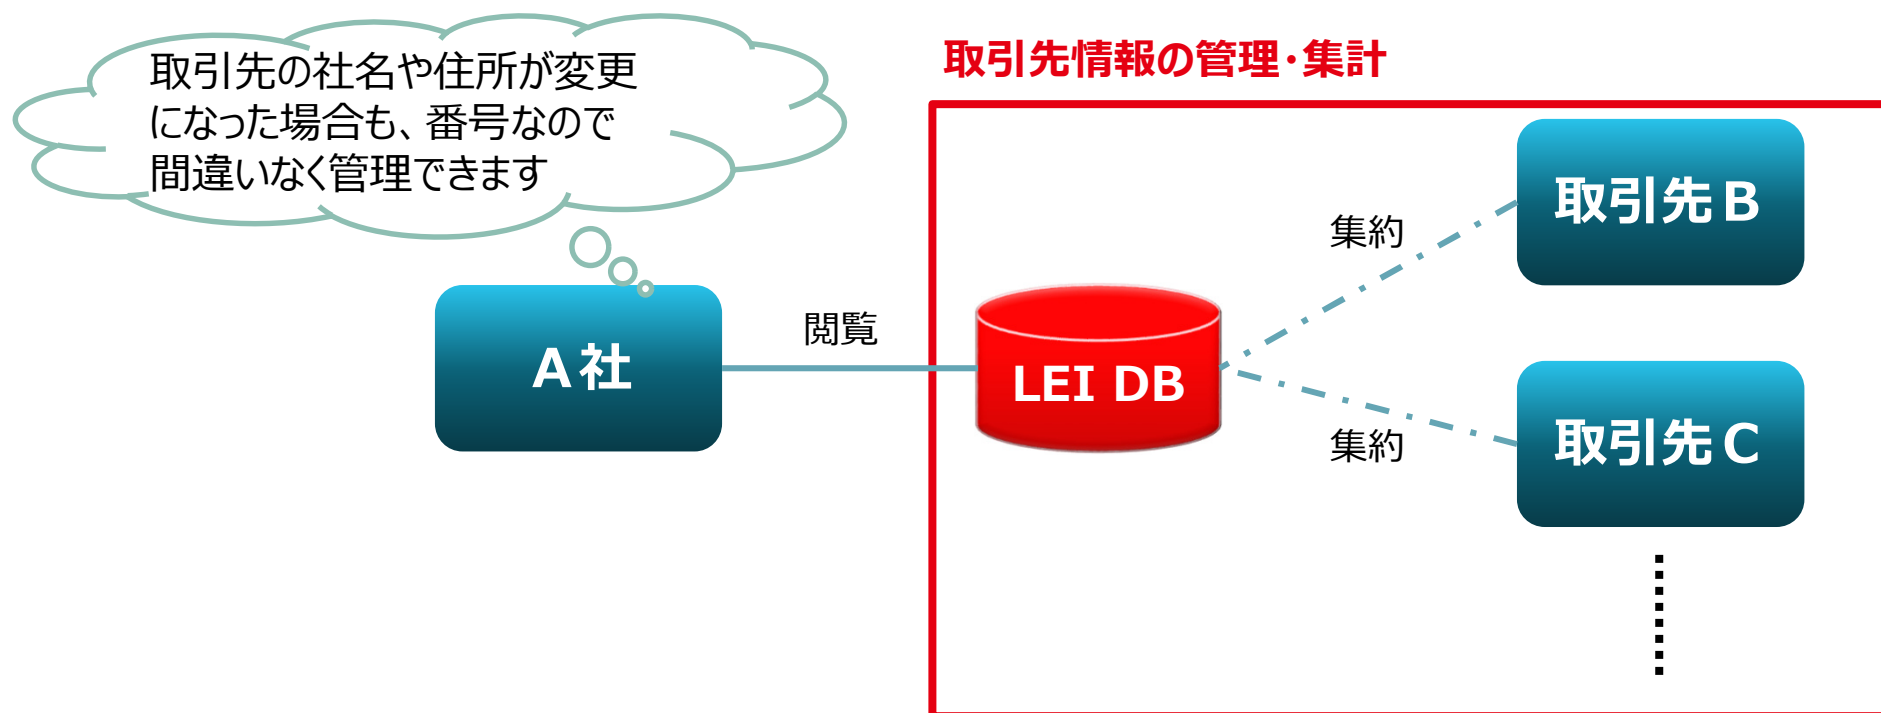 取引先の社名や住所が変更
になった場合も、番号なので
間違いなく管理できます
取引先情報の管理・集計
取引先B
集約
A社
閲覧
LEI DB
取引先C
集約